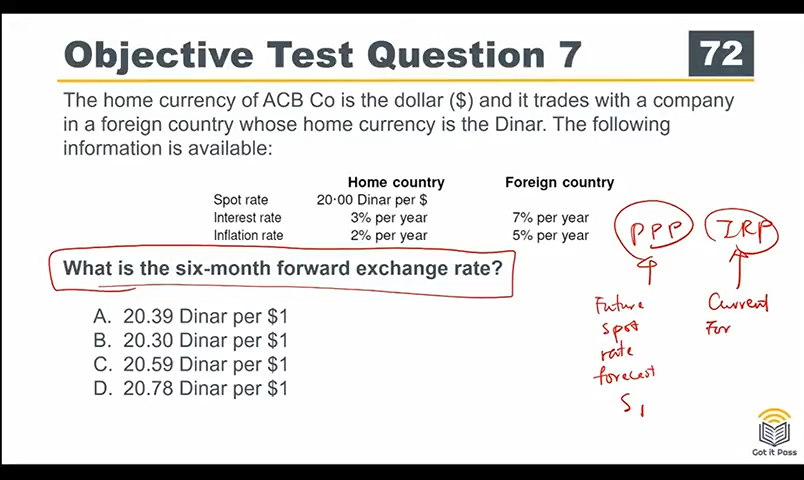 Objective Test Question 7
72
The home currency of ACB Co is the dollar ($) and it trades with a company
in a foreign country whose home currency is the Dinar. The following
information is available:
Home country Foreign country
Spot rate 20·00 Dinar per $
Interest rate 3% per year 7% per year
Inflation rate 2% per year 5% per year
What is the six-month forward exchange rate?
A. 20.39 Dinar per $1
B. 20.30 Dinar per $1
C. 20.59 Dinar per $1
D. 20.78 Dinar per $1
PPP IRP
Future
spot
rate
forecast
S1
Current
For
Got it Pass